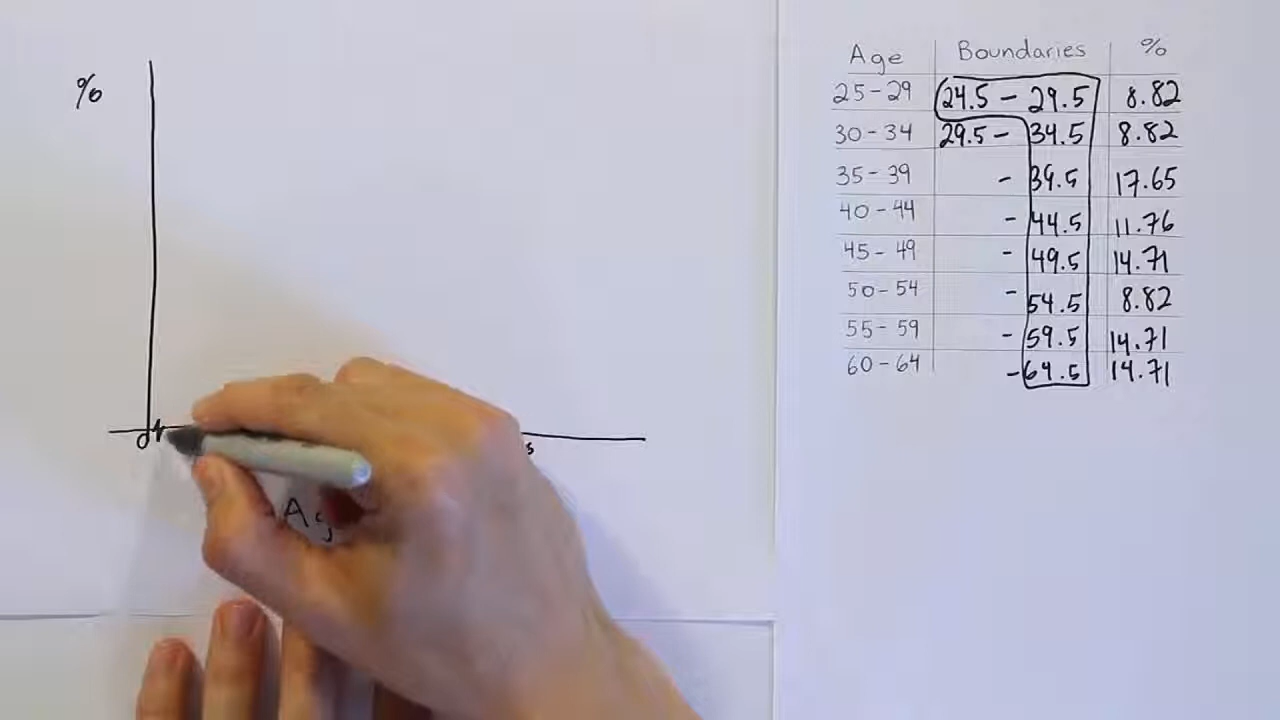 %
0
s
Age Boundaries %
25-29 24.5 - 29.5 8.82
30-34 29.5 - 34.5 8.82
35-39 - 39.5 17.65
40-44 - 44.5 11.76
45-49 - 49.5 14.71
50-54 - 54.5 8.82
55-59 - 59.5 14.71
60-64 - 64.5 14.71